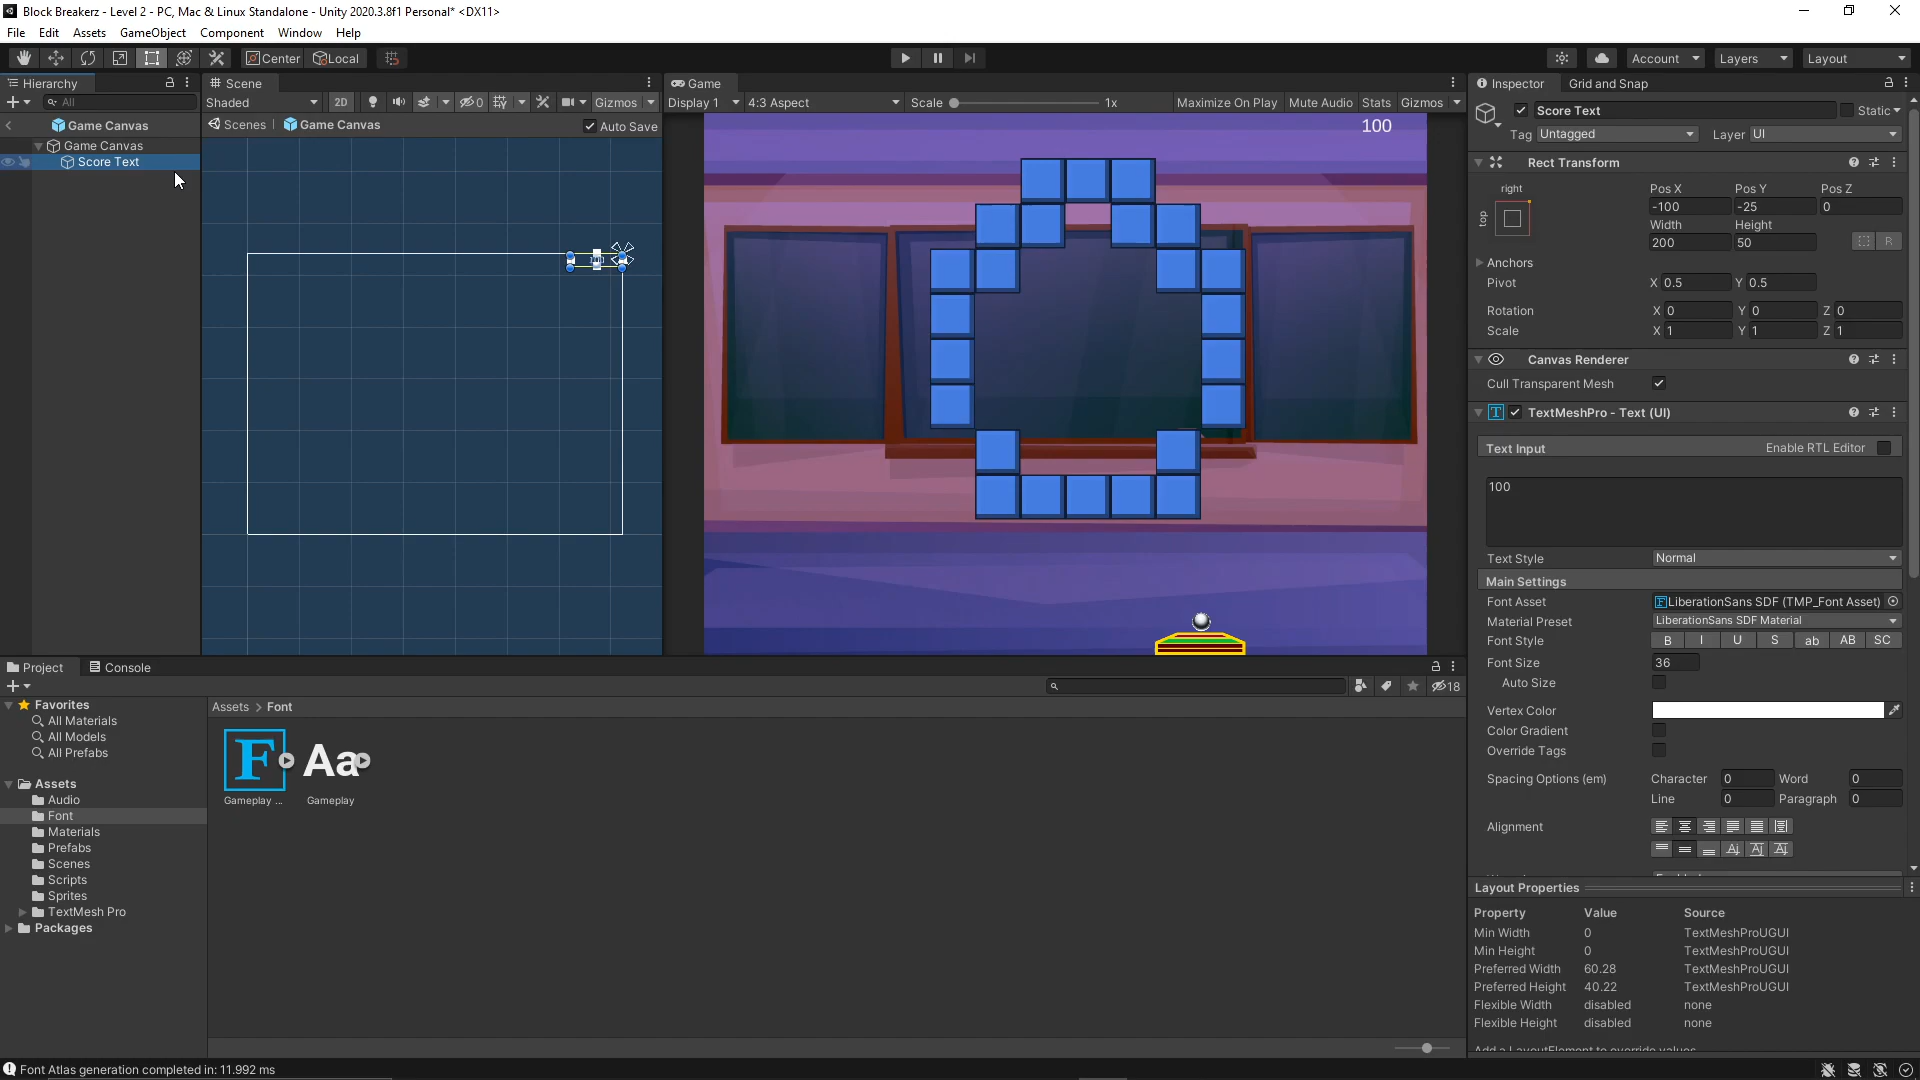 Block Breakerz - Level 2 - PC, Mac & Linux Standalone - Unity 2020.3.8f1 Personal* <DX11>
File Edit Assets GameObject Component Window Help
Center Local Account Layers Layout
Hierarchy
All
Game Canvas
Game Canvas
Score Text
Scene
Shaded 2D 0 Gizmos
Scenes Game Canvas Auto Save
Game
Display 1 4:3 Aspect Scale 1x Maximize On Play Mute Audio Stats Gizmos
100
Inspector Grid and Snap
Score Text Static
Tag Untagged Layer UI
Rect Transform
right
top
Pos X Pos Y Pos Z
-100 -25 0
Width Height
200 50
R
Anchors
Pivot X 0.5 Y 0.5
Rotation X 0 Y 0 Z 0
Scale X 1 Y 1 Z 1
Canvas Renderer
Cull Transparent Mesh
TextMeshPro - Text (UI)
Text Input Enable RTL Editor
100
Text Style Normal
Main Settings
Font Asset LiberationSans SDF (TMP_Font Asset)
Material Preset LiberationSans SDF Material
Font Style B I U S ab AB SC
Font Size 36
Auto Size
Vertex Color
Color Gradient
Override Tags
Spacing Options (em) Character 0 Word 0
Line 0 Paragraph 0
Alignment
Layout Properties
Property Value Source
Min Width 0 TextMeshProUGUI
Min Height 0 TextMeshProUGUI
Preferred Width 60.28 TextMeshProUGUI
Preferred Height 40.22 TextMeshProUGUI
Flexible Width disabled none
Flexible Height disabled none
Add a LayoutElement to override values
Project Console
18
Favorites
All Materials
All Models
All Prefabs
Assets
Audio
Font
Materials
Prefabs
Scenes
Scripts
Sprites
TextMesh Pro
Packages
Assets > Font
F Aa
Gameplay ... Gameplay
Font Atlas generation completed in: 11.992 ms